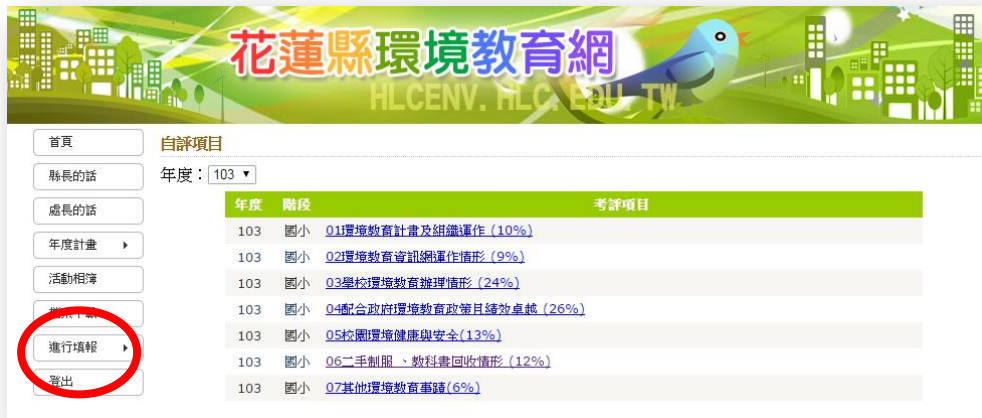 花蓮縣環境教育網
HLCENV. HLC. EDU. TW
首頁
縣長的話
處長的話
年度計畫
活動相簿
檔案下載
進行填報
登出
自評項目
年度：103
年度 階段 考評項目
103 國小 01環境教育計畫及組織運作 (10%)
103 國小 02環境教育資訊網運作情形 (9%)
103 國小 03學校環境教育辦理情形 (24%)
103 國小 04配合政府環境教育政策且績效卓越 (26%)
103 國小 05校園環境健康與安全(13%)
103 國小 06二手制服 、教科書回收情形 (12%)
103 國小 07其他環境教育事蹟(6%)